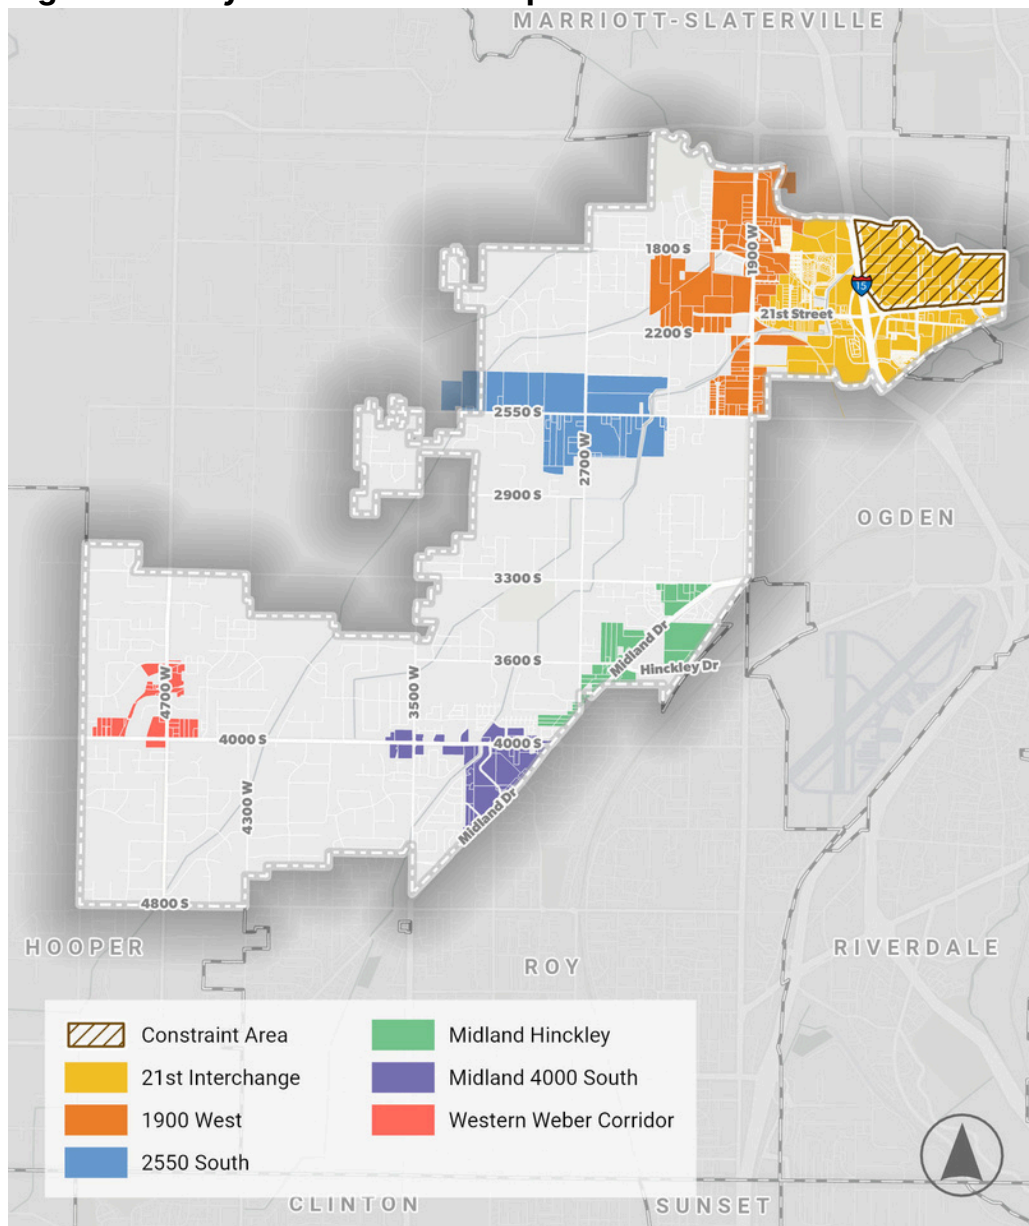 MARRIOTT-SLATERVILLE
1800 S
1900 W
15
21st Street
2200 S
2550 S
2700 W
2900 S
OGDEN
3300 S
Midland Dr
3600 S
Hinckley Dr
4700 W
3500 W
4000 S
4000 S
4300 W
Midland Dr
4800 S
HOOPER
ROY
RIVERDALE
Constraint Area
21st Interchange
1900 West
2550 South
Midland Hinckley
Midland 4000 South
Western Weber Corridor
CLINTON
SUNSET